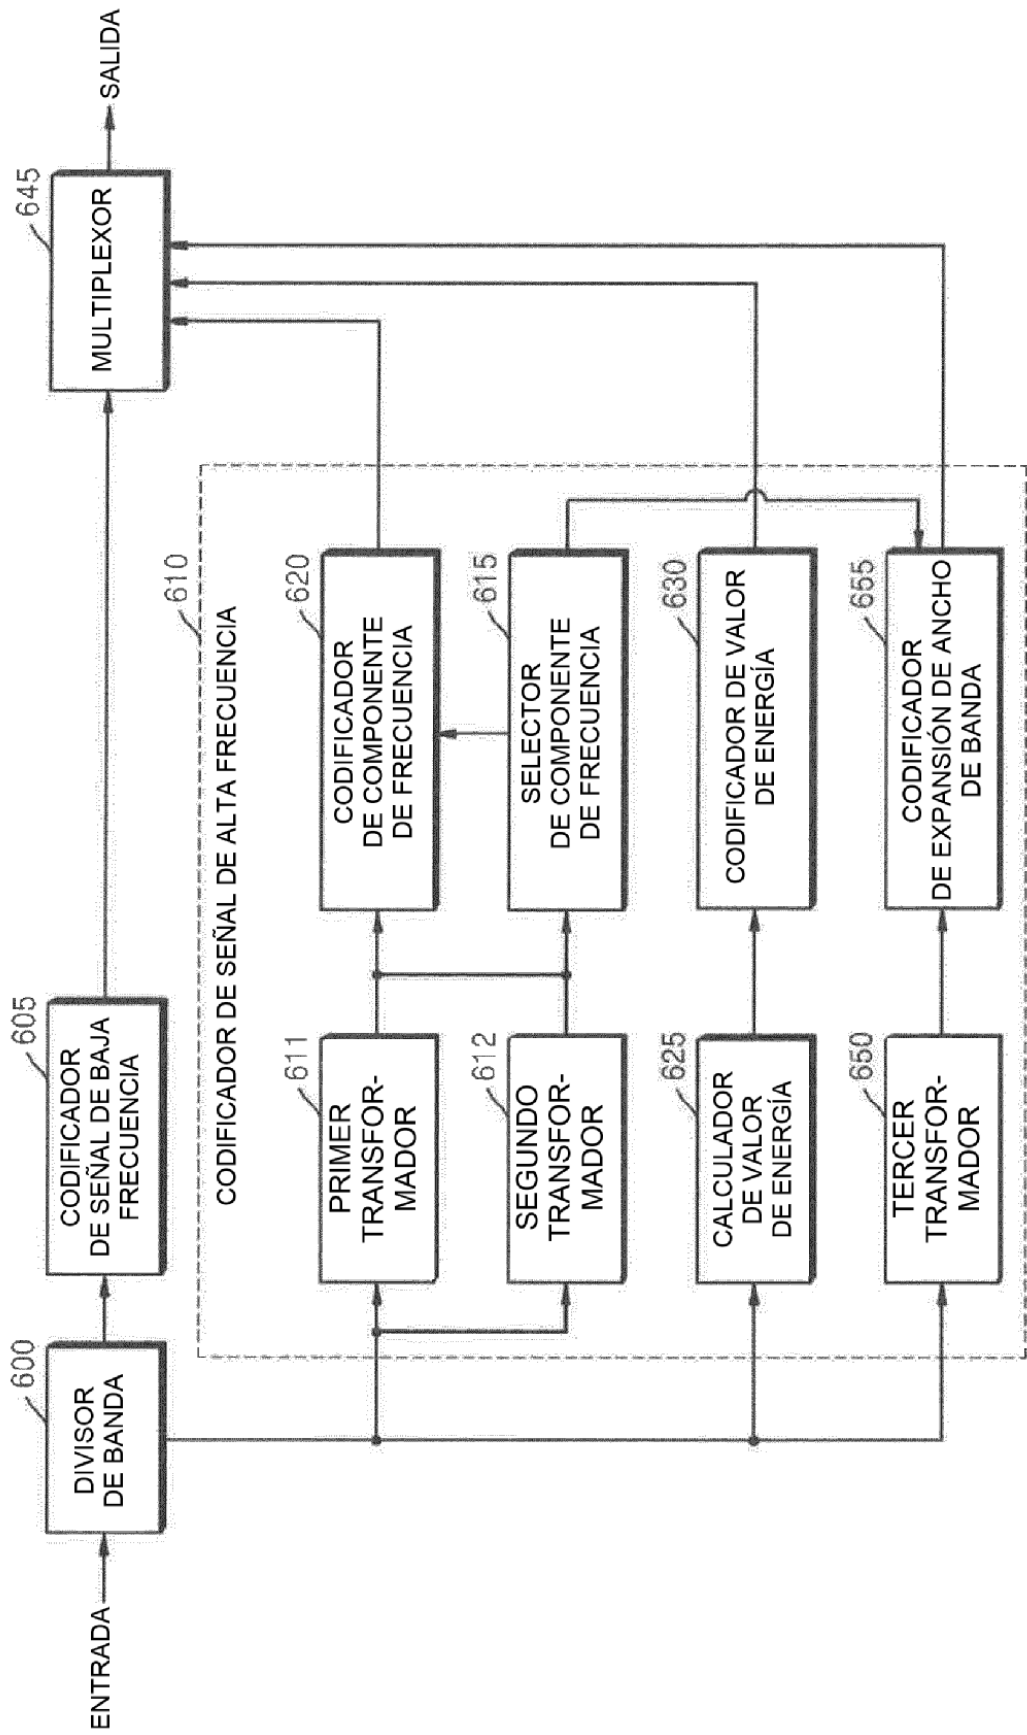 ENTRADA
600
DIVISOR
DE BANDA
605
CODIFICADOR
DE SEÑAL DE BAJA
FRECUENCIA
645
MULTIPLEXOR
SALIDA
610
CODIFICADOR DE SEÑAL DE ALTA FRECUENCIA
611
PRIMER
TRANSFOR-
MADOR
620
CODIFICADOR
DE COMPONENTE
DE FRECUENCIA
612
SEGUNDO
TRANSFOR-
MADOR
615
SELECTOR
DE COMPONENTE
DE FRECUENCIA
625
CALCULADOR
DE VALOR
DE ENERGÍA
630
CODIFICADOR DE VALOR
DE ENERGÍA
650
TERCER
TRANSFOR-
MADOR
655
CODIFICADOR
DE EXPANSIÓN DE ANCHO
DE BANDA